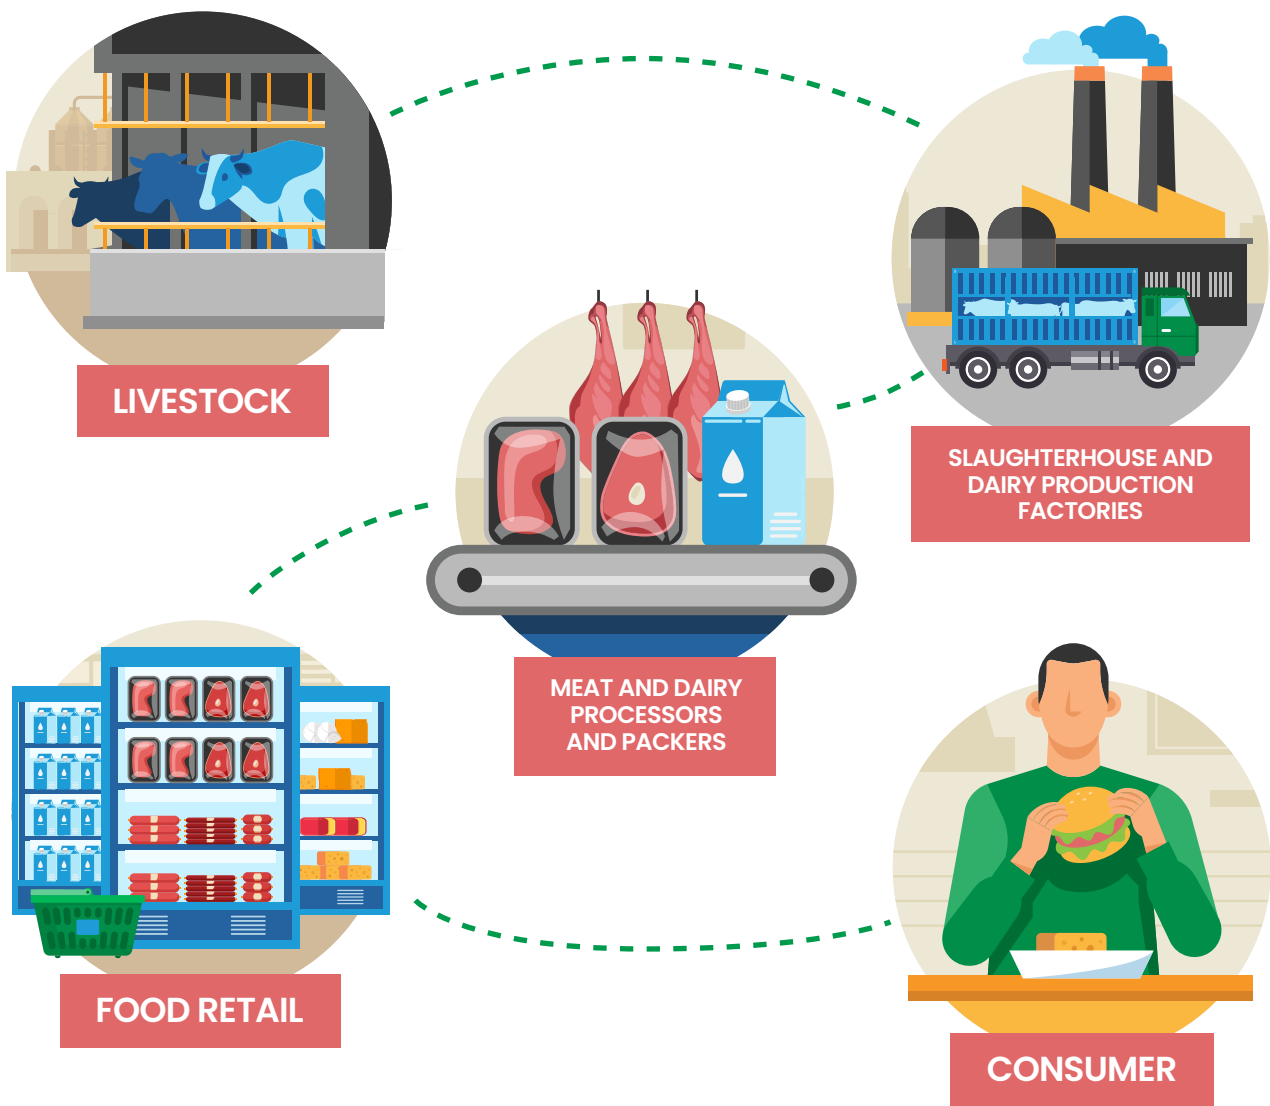 LIVESTOCK
SLAUGHTERHOUSE AND
DAIRY PRODUCTION
FACTORIES
MEAT AND DAIRY
PROCESSORS
AND PACKERS
FOOD RETAIL
CONSUMER